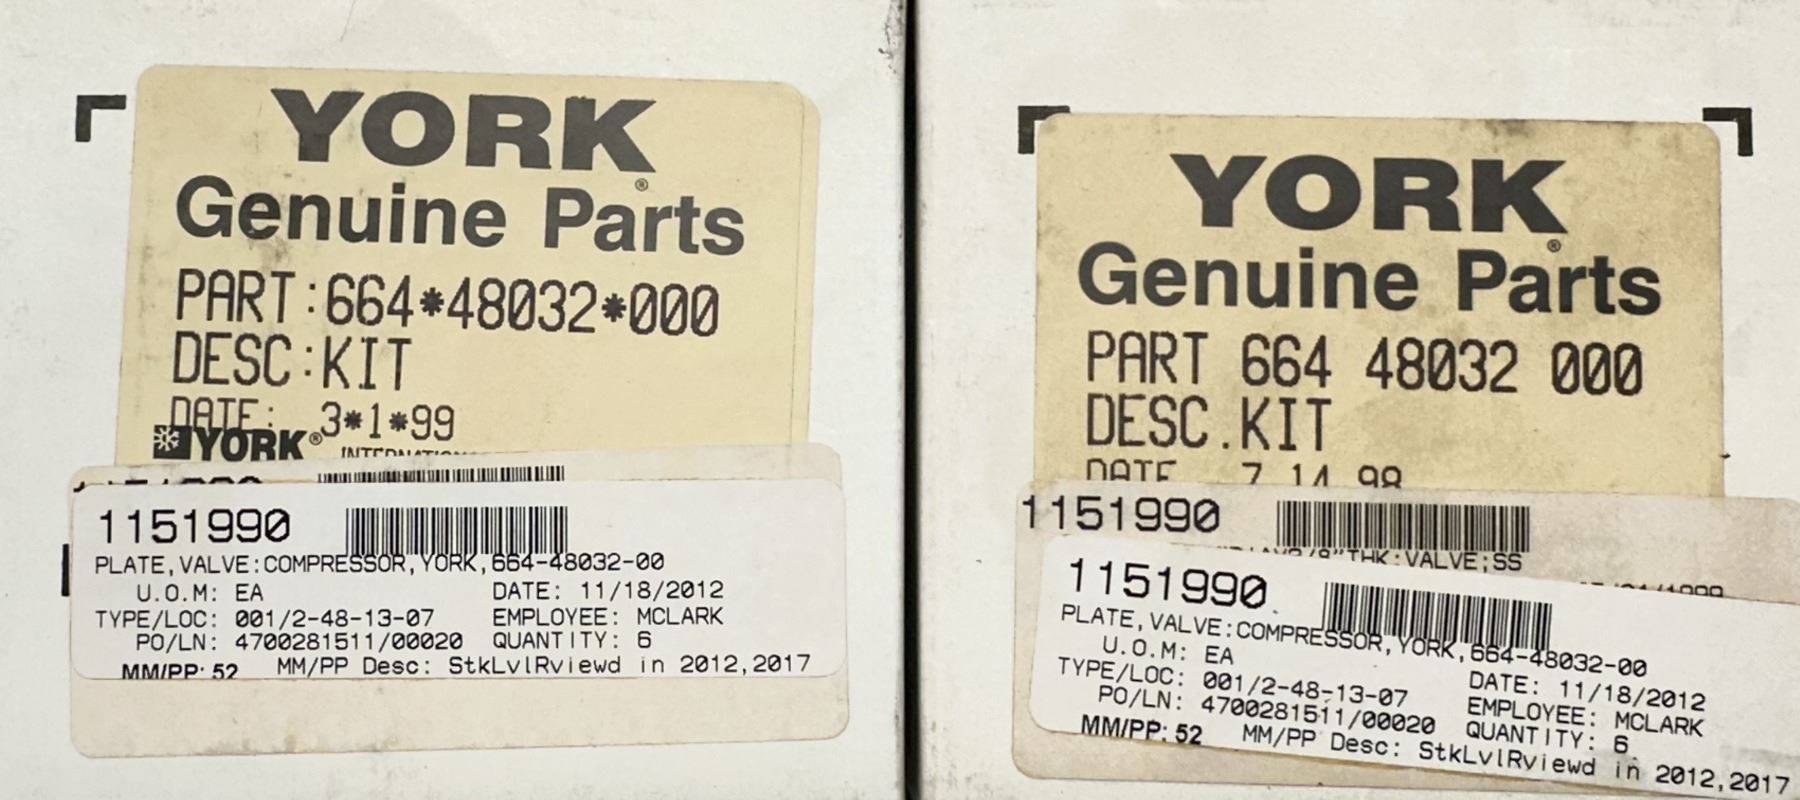 YORK®
Genuine Parts
PART:664*48032*000
DESC:KIT
DATE: 3*1*99
YORK®
1151990
PLATE,VALVE:COMPRESSOR,YORK,664-48032-00
U.O.M: EA DATE: 11/18/2012
TYPE/LOC: 001/2-48-13-07 EMPLOYEE: MCLARK
PO/LN: 4700281511/00020 QUANTITY: 6
MM/PP: 52 MM/PP Desc: StkLvlRviewd in 2012,2017
YORK®
Genuine Parts
PART 664 48032 000
DESC.KIT
DATE 7 14 98
1151990
THK:VALVE;SS
1151990
PLATE,VALVE:COMPRESSOR,YORK,664-48032-00
U.O.M: EA DATE: 11/18/2012
TYPE/LOC: 001/2-48-13-07 EMPLOYEE: MCLARK
PO/LN: 4700281511/00020 QUANTITY: 6
MM/PP: 52 MM/PP Desc: StkLvlRviewd in 2012,2017